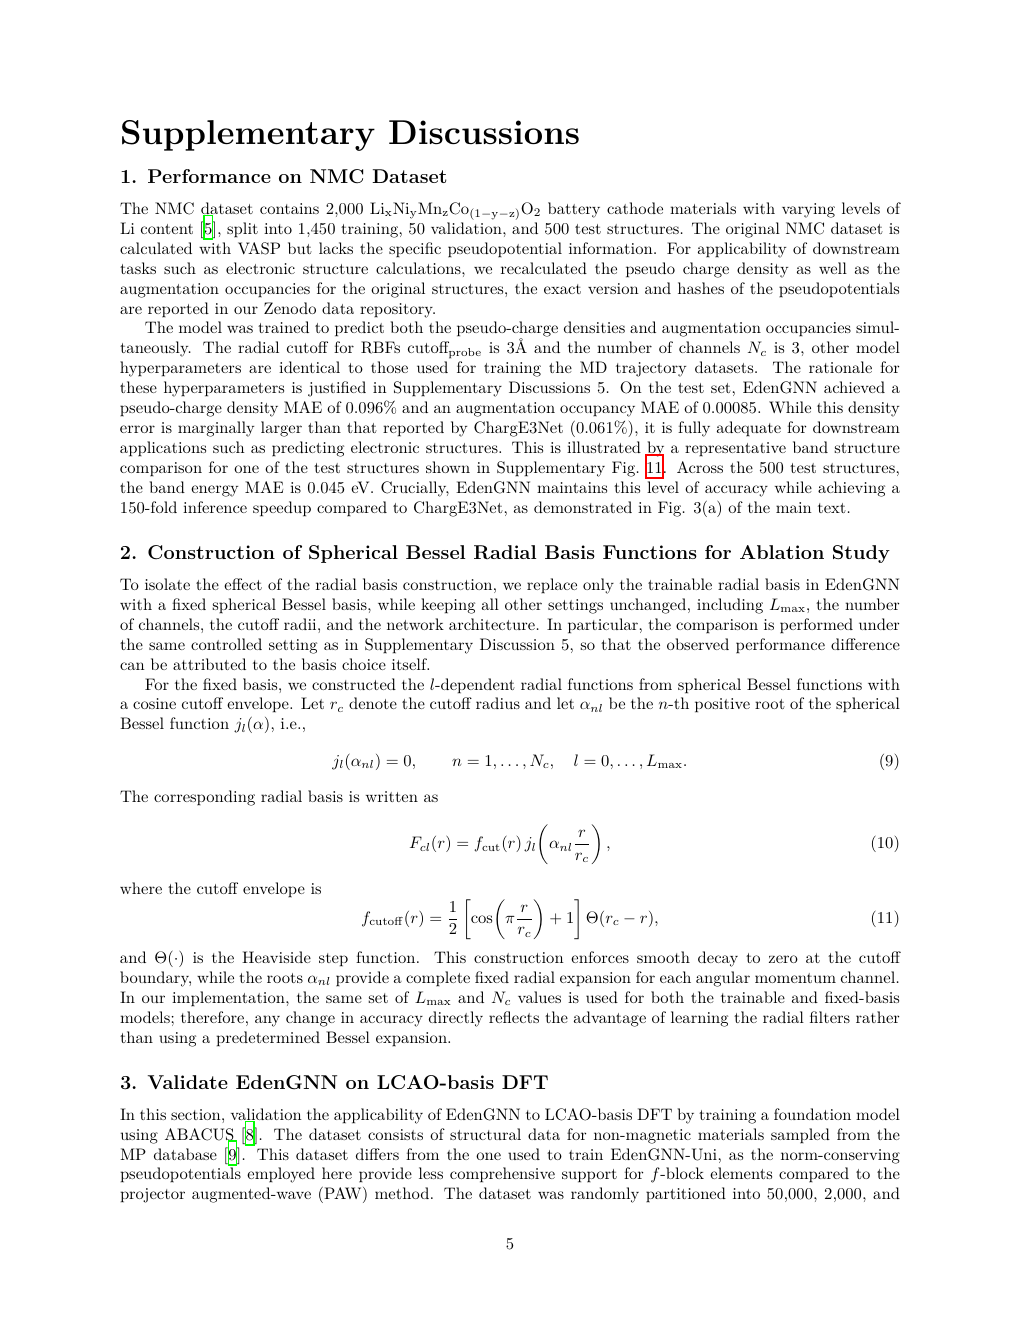 Supplementary Discussions
1. Performance on NMC Dataset
The NMC dataset contains 2,000 LiₓNiᵧMn_zCo_(1−y−z)O₂ battery cathode materials with varying levels of
Li content [5], split into 1,450 training, 50 validation, and 500 test structures. The original NMC dataset is
calculated with VASP but lacks the specific pseudopotential information. For applicability of downstream
tasks such as electronic structure calculations, we recalculated the pseudo charge density as well as the
augmentation occupancies for the original structures, the exact version and hashes of the pseudopotentials
are reported in our Zenodo data repository.
The model was trained to predict both the pseudo-charge densities and augmentation occupancies simul-
taneously. The radial cutoff for RBFs cutoff_probe is 3Å and the number of channels N_c is 3, other model
hyperparameters are identical to those used for training the MD trajectory datasets. The rationale for
these hyperparameters is justified in Supplementary Discussions 5. On the test set, EdenGNN achieved a
pseudo-charge density MAE of 0.096% and an augmentation occupancy MAE of 0.00085. While this density
error is marginally larger than that reported by ChargE3Net (0.061%), it is fully adequate for downstream
applications such as predicting electronic structures. This is illustrated by a representative band structure
comparison for one of the test structures shown in Supplementary Fig. 11. Across the 500 test structures,
the band energy MAE is 0.045 eV. Crucially, EdenGNN maintains this level of accuracy while achieving a
150-fold inference speedup compared to ChargE3Net, as demonstrated in Fig. 3(a) of the main text.
2. Construction of Spherical Bessel Radial Basis Functions for Ablation Study
To isolate the effect of the radial basis construction, we replace only the trainable radial basis in EdenGNN
with a fixed spherical Bessel basis, while keeping all other settings unchanged, including L_max, the number
of channels, the cutoff radii, and the network architecture. In particular, the comparison is performed under
the same controlled setting as in Supplementary Discussion 5, so that the observed performance difference
can be attributed to the basis choice itself.
For the fixed basis, we constructed the l-dependent radial functions from spherical Bessel functions with
a cosine cutoff envelope. Let r_c denote the cutoff radius and let α_nl be the n-th positive root of the spherical
Bessel function j_l(α), i.e.,
j_l(α_nl) = 0, n = 1, . . . , N_c, l = 0, . . . , L_max. (9)
The corresponding radial basis is written as
F_cl(r) = f_cut(r) j_l(α_nl r/r_c), (10)
where the cutoff envelope is
f_cutoff(r) = 1/2 [cos(π r/r_c) + 1] Θ(r_c − r), (11)
and Θ(·) is the Heaviside step function. This construction enforces smooth decay to zero at the cutoff
boundary, while the roots α_nl provide a complete fixed radial expansion for each angular momentum channel.
In our implementation, the same set of L_max and N_c values is used for both the trainable and fixed-basis
models; therefore, any change in accuracy directly reflects the advantage of learning the radial filters rather
than using a predetermined Bessel expansion.
3. Validate EdenGNN on LCAO-basis DFT
In this section, validation the applicability of EdenGNN to LCAO-basis DFT by training a foundation model
using ABACUS [8]. The dataset consists of structural data for non-magnetic materials sampled from the
MP database [9]. This dataset differs from the one used to train EdenGNN-Uni, as the norm-conserving
pseudopotentials employed here provide less comprehensive support for f-block elements compared to the
projector augmented-wave (PAW) method. The dataset was randomly partitioned into 50,000, 2,000, and
5